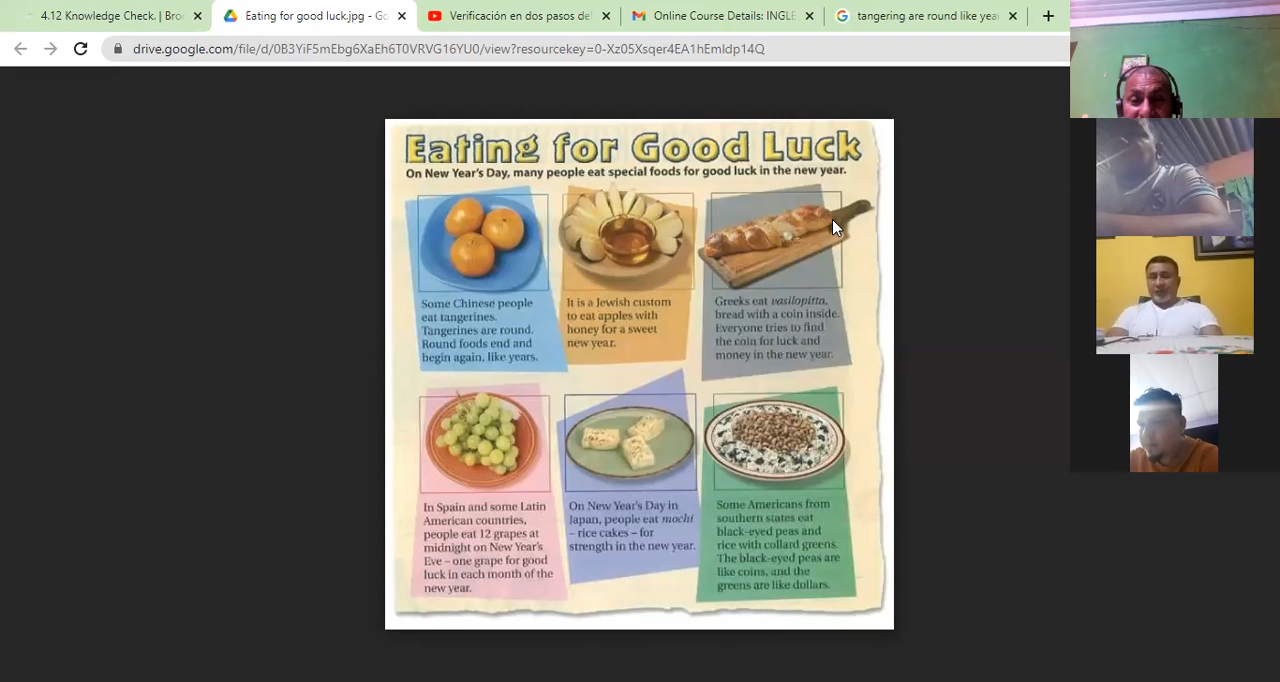 4.12 Knowledge Check. | Bro
Eating for good luck.jpg - Go
Verificación en dos pasos de
Online Course Details: INGLE
tangering are round like yea
drive.google.com/file/d/0B3YiF5mEbg6XaEh6T0VRVG16YU0/view?resourcekey=0-Xz05Xsqer4EA1hEmldp14Q
Eating for Good Luck
On New Year's Day, many people eat special foods for good luck in the new year.
Some Chinese people
eat tangerines.
Tangerines are round.
Round foods end and
begin again, like years.
It is a Jewish custom
to eat apples with
honey for a sweet
new year.
Greeks eat vasilopitta,
bread with a coin inside.
Everyone tries to find
the coin for luck and
money in the new year.
In Spain and some Latin
American countries,
people eat 12 grapes at
midnight on New Year's
Eve – one grape for good
luck in each month of the
new year.
On New Year's Day in
Japan, people eat mochi
– rice cakes – for
strength in the new year.
Some Americans from
southern states eat
black-eyed peas and
rice with collard greens.
The black-eyed peas are
like coins, and the
greens are like dollars.